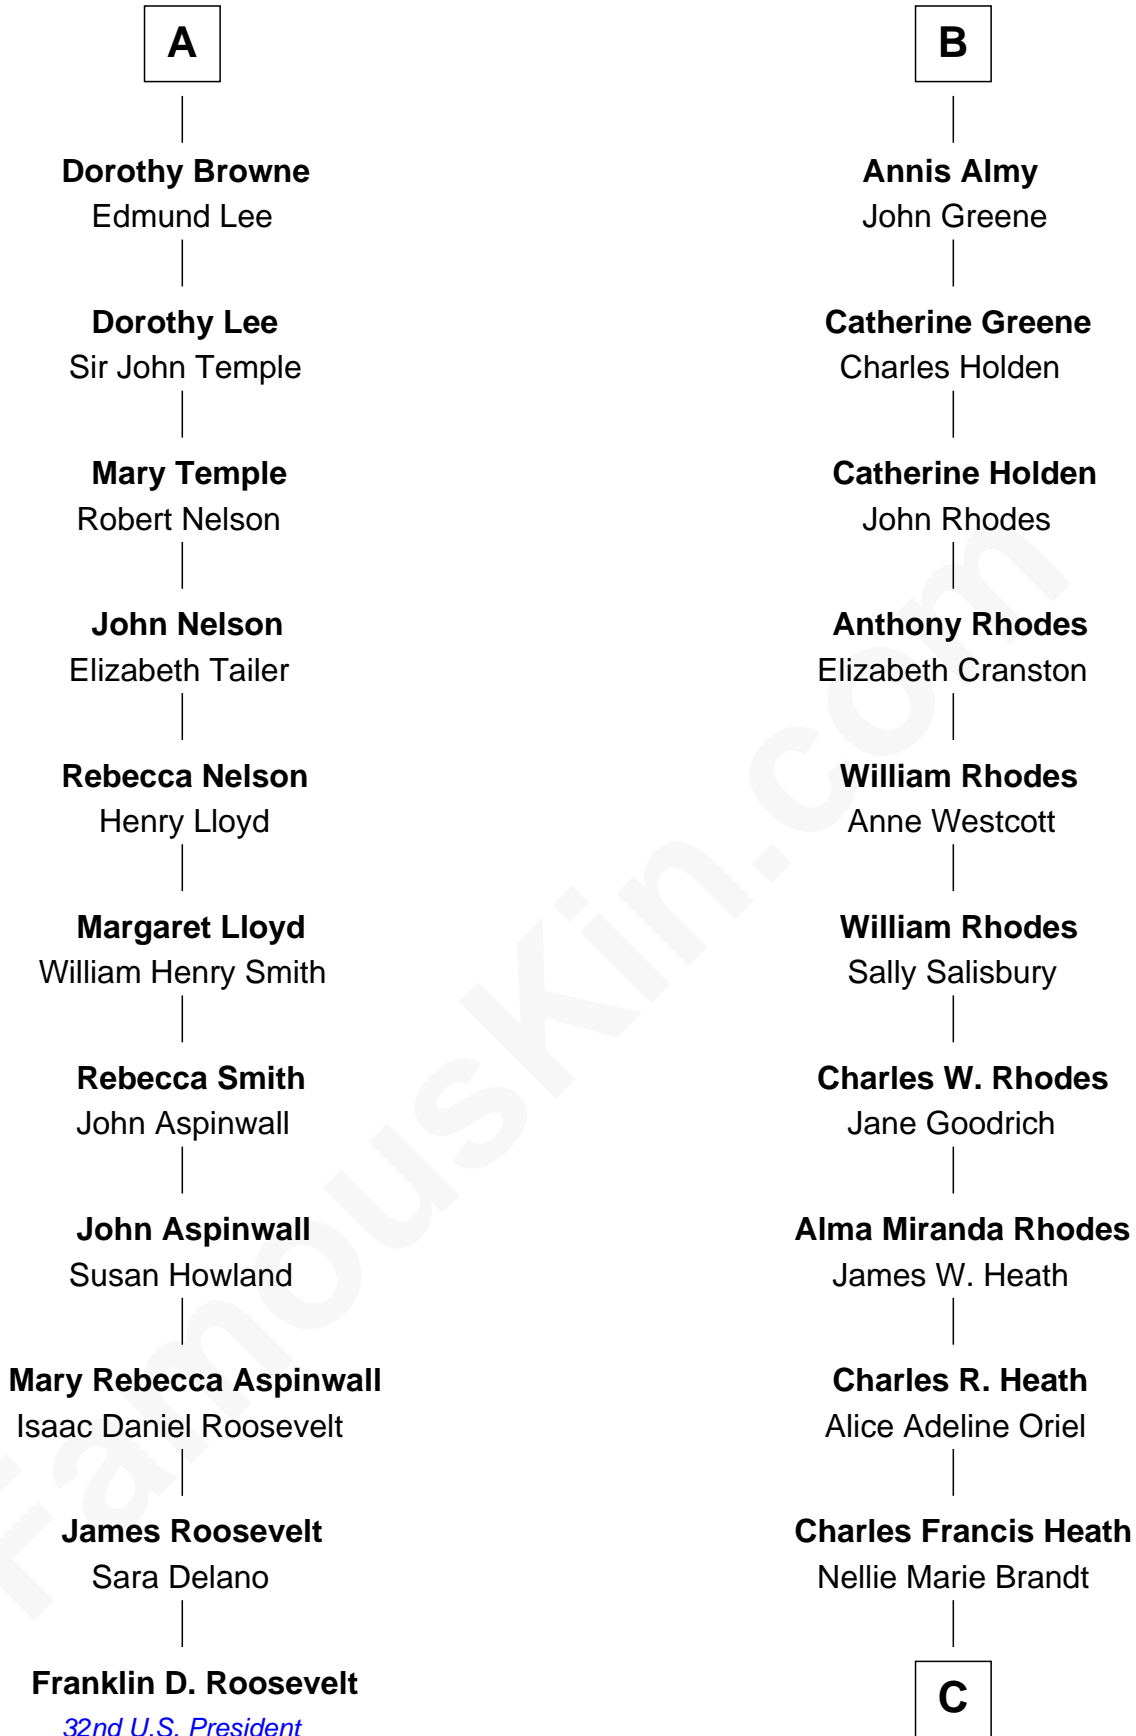 A
Dorothy Browne
Edmund Lee
Dorothy Lee
Sir John Temple
Mary Temple
Robert Nelson
John Nelson
Elizabeth Tailer
Rebecca Nelson
Henry Lloyd
Margaret Lloyd
William Henry Smith
Rebecca Smith
John Aspinwall
John Aspinwall
Susan Howland
Mary Rebecca Aspinwall
Isaac Daniel Roosevelt
James Roosevelt
Sara Delano
Franklin D. Roosevelt
32nd U.S. President
B
Annis Almy
John Greene
Catherine Greene
Charles Holden
Catherine Holden
John Rhodes
Anthony Rhodes
Elizabeth Cranston
William Rhodes
Anne Westcott
William Rhodes
Sally Salisbury
Charles W. Rhodes
Jane Goodrich
Alma Miranda Rhodes
James W. Heath
Charles R. Heath
Alice Adeline Oriel
Charles Francis Heath
Nellie Marie Brandt
C
FamousKin.com